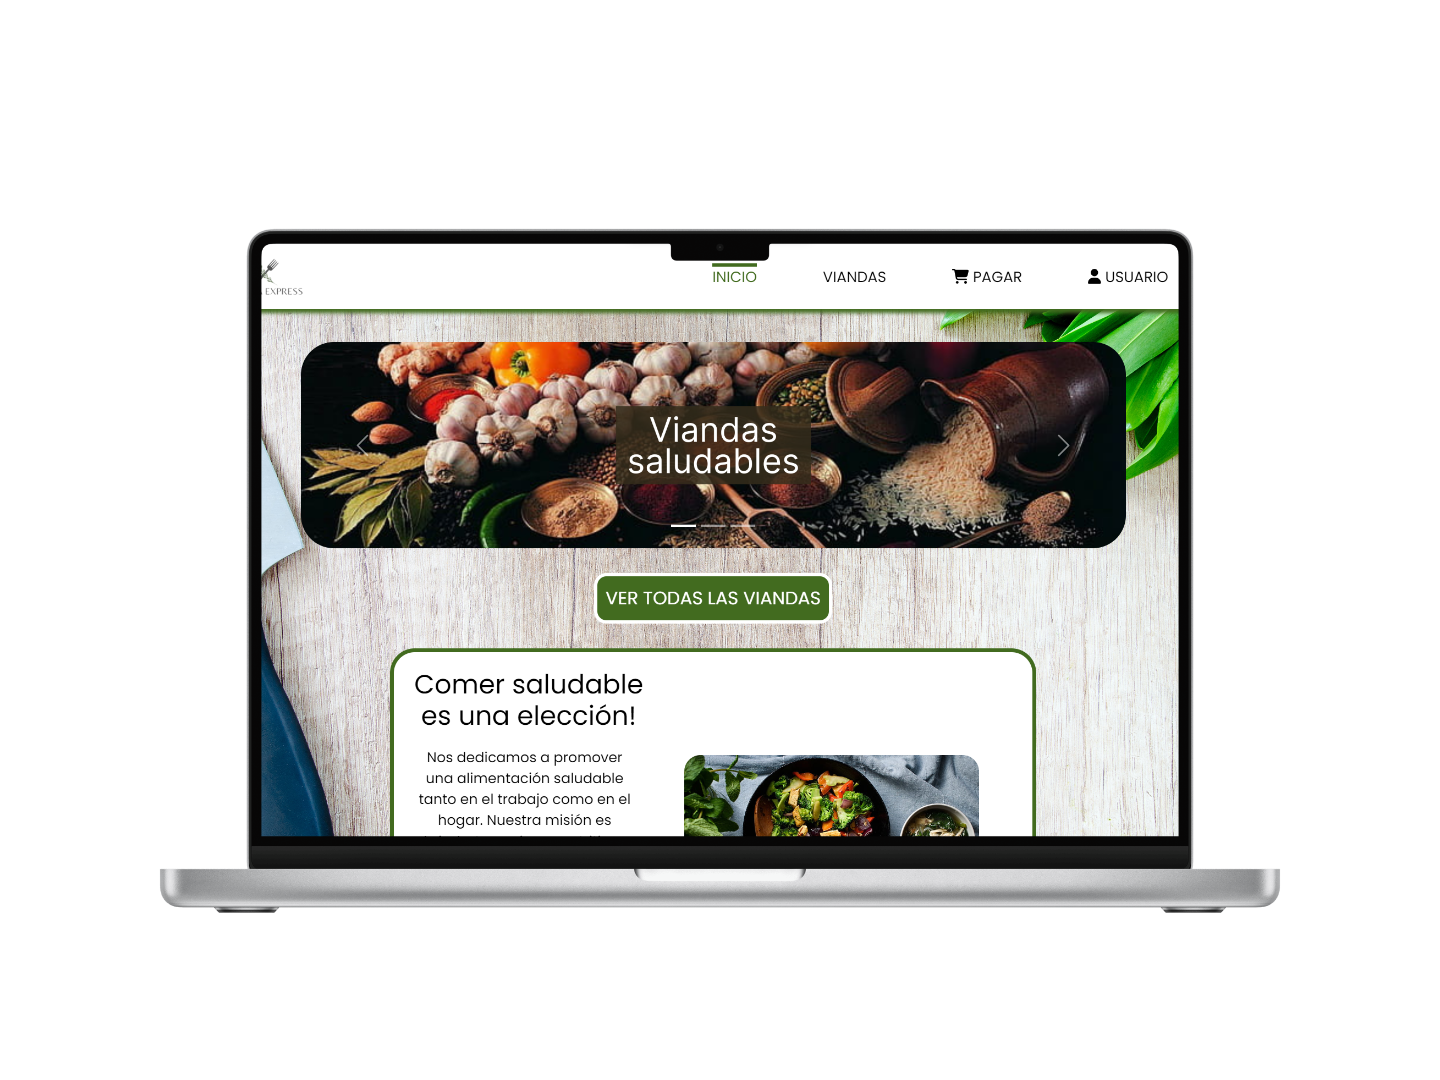 EXPRESS
INICIO
VIANDAS
PAGAR
USUARIO
Viandas
saludables
VER TODAS LAS VIANDAS
Comer saludable
es una elección!
Nos dedicamos a promover
una alimentación saludable
tanto en el trabajo como en el
hogar. Nuestra misión es